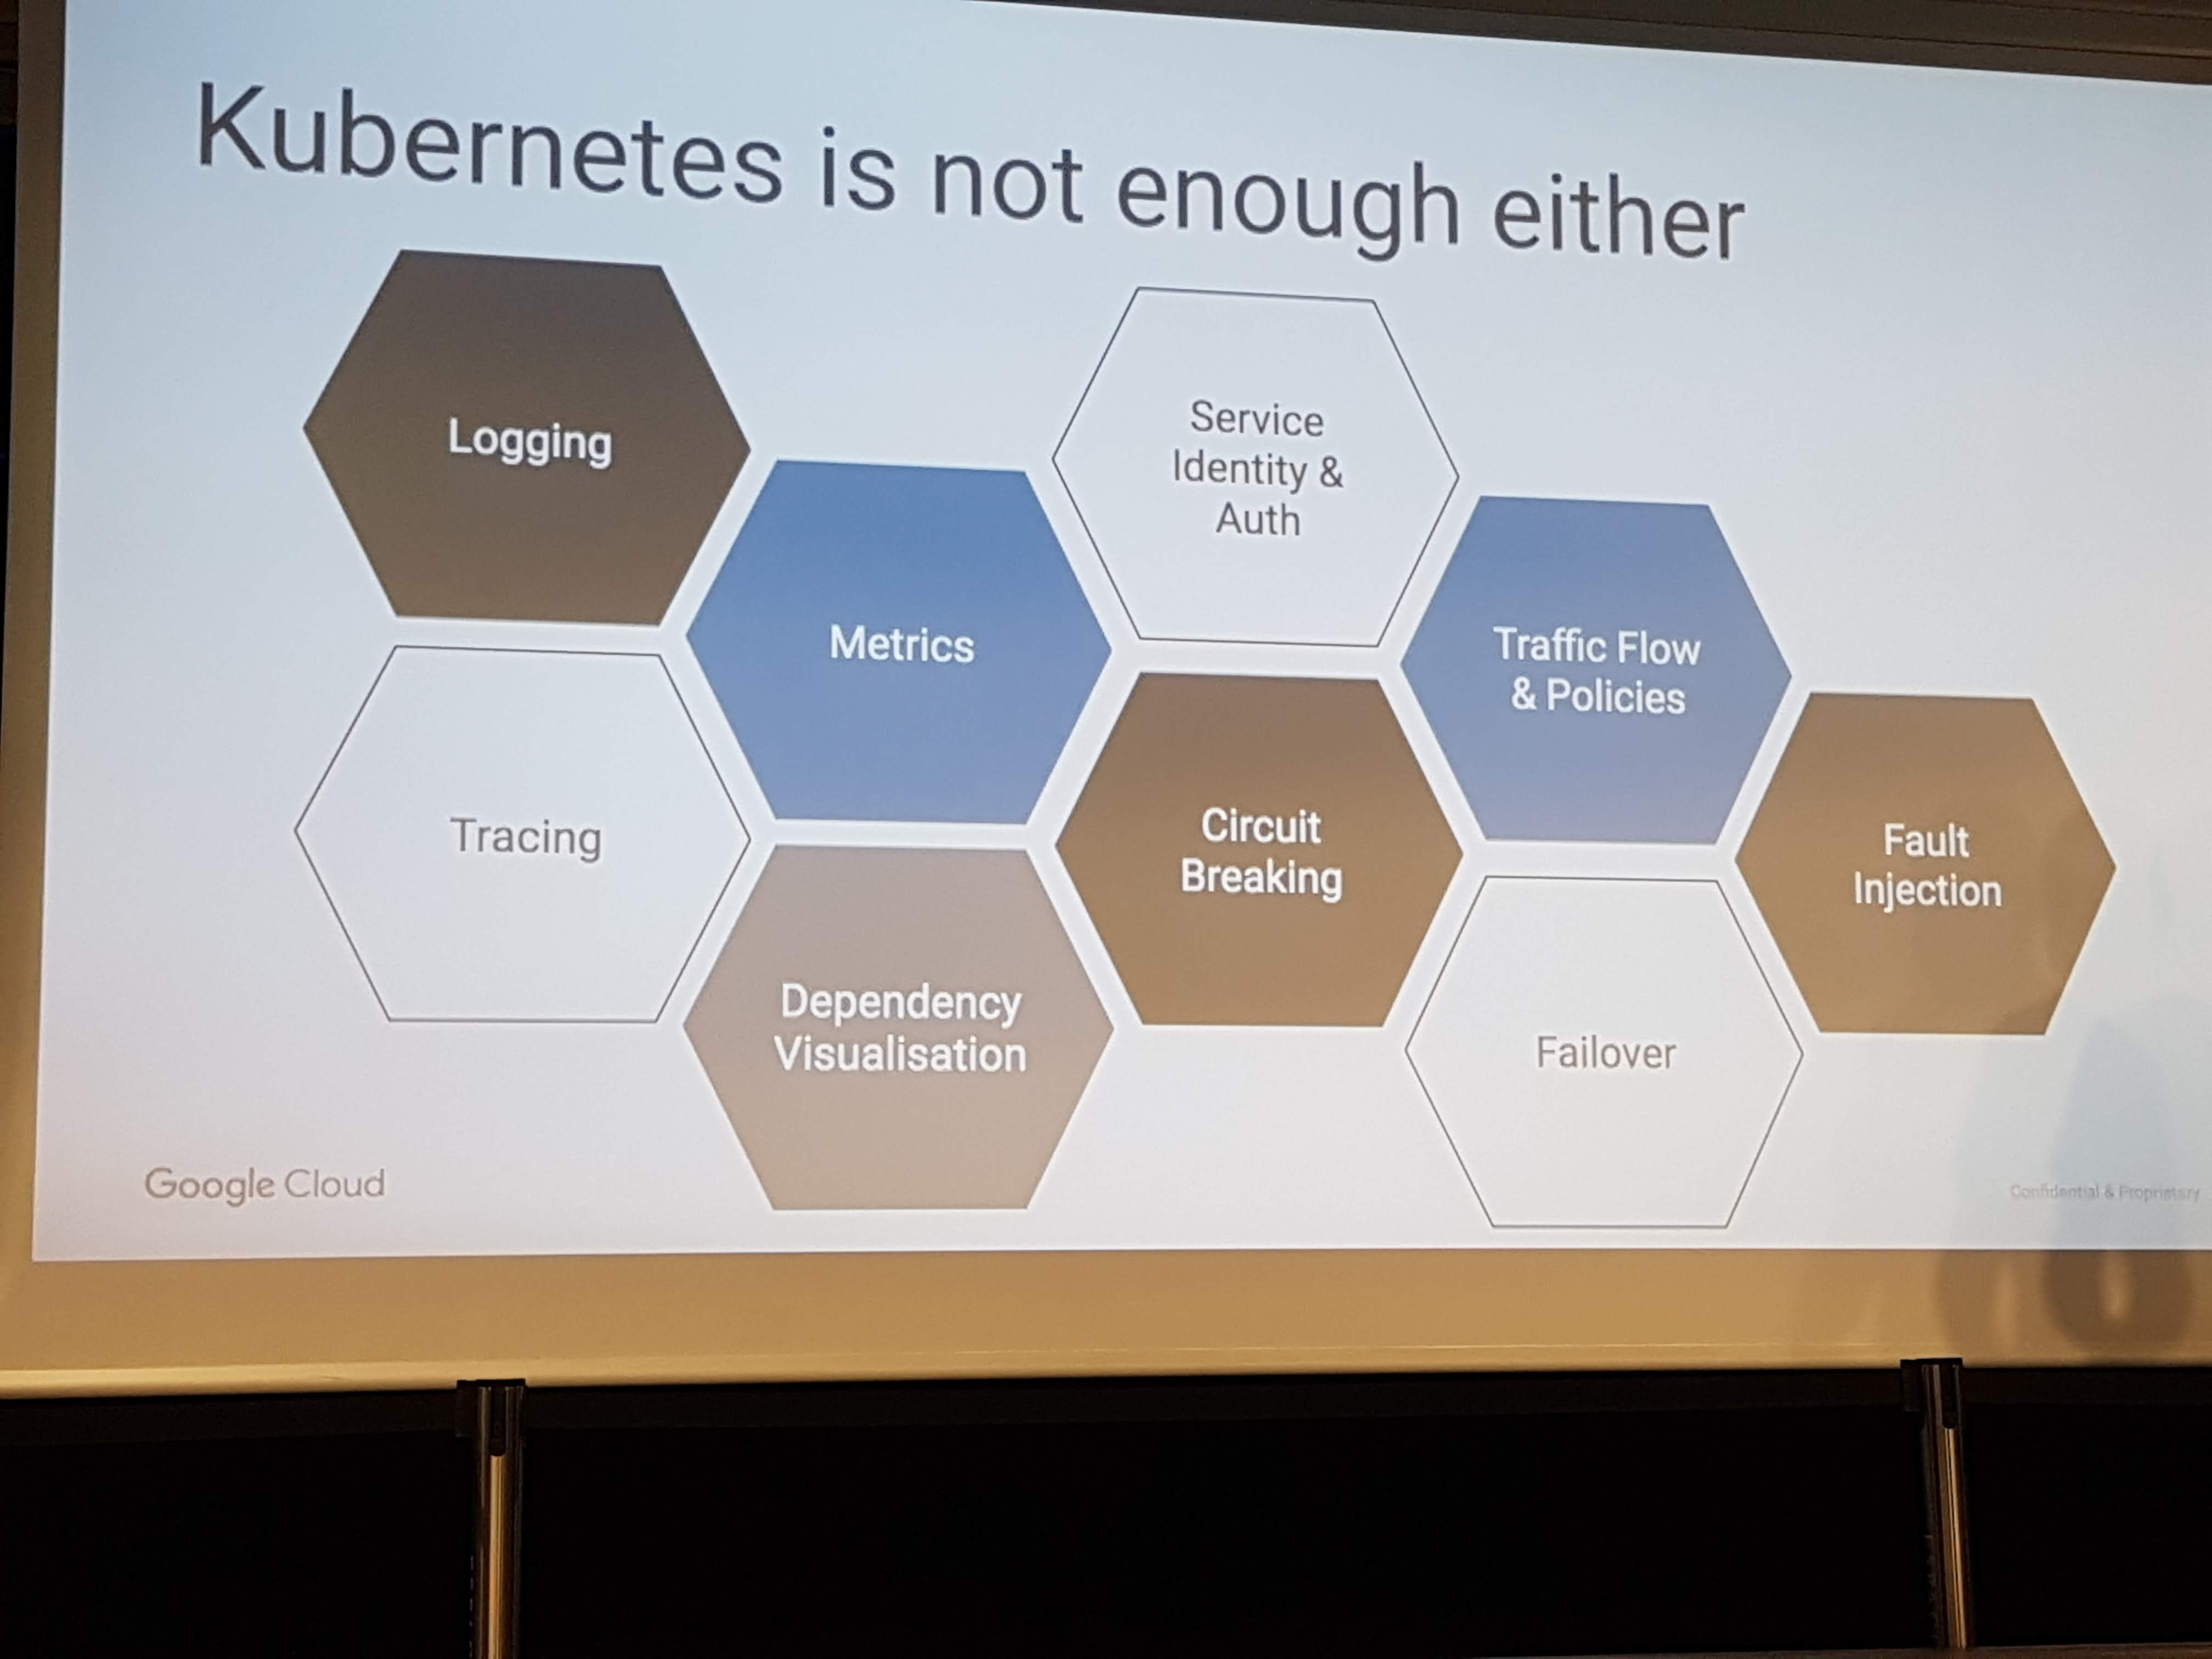 Kubernetes is not enough either
Logging
Metrics
Service
Identity &
Auth
Traffic Flow
& Policies
Tracing
Circuit
Breaking
Fault
Injection
Dependency
Visualisation
Failover
Google Cloud
Confidential & Proprietary